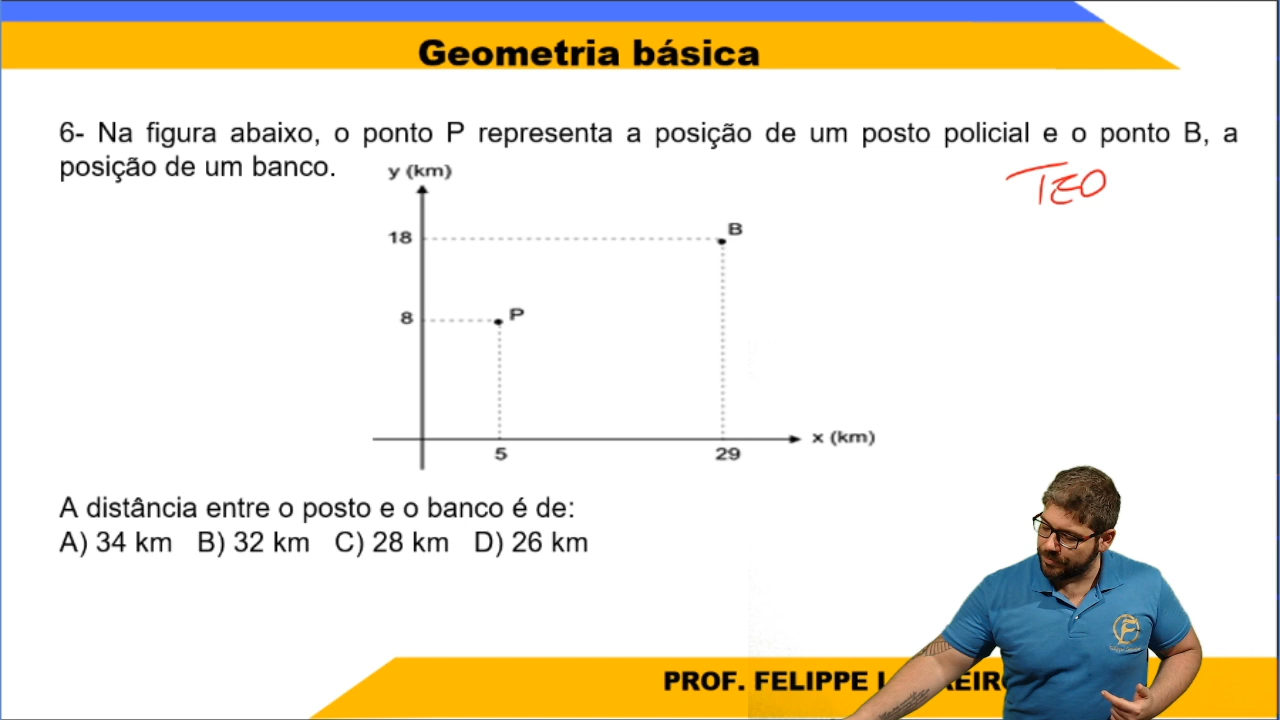 Geometria básica
6- Na figura abaixo, o ponto P representa a posição de um posto policial e o ponto B, a
posição de um banco.
TEO
y (km)
18
B
8
P
x (km)
5
29
A distância entre o posto e o banco é de:
A) 34 km B) 32 km C) 28 km D) 26 km
PROF. FELIPPE